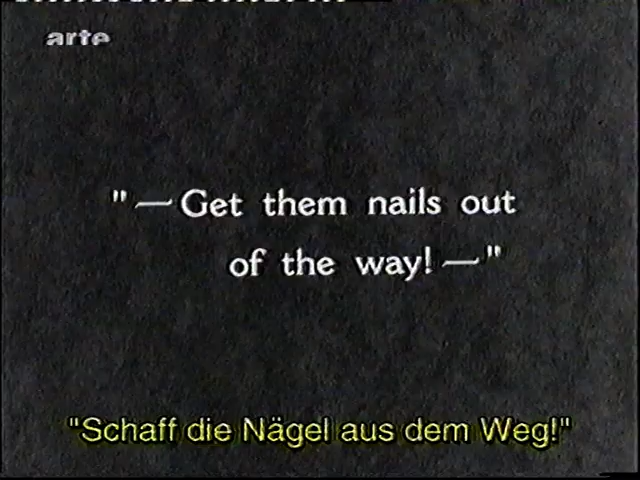 arte
"—Get them nails out
of the way!—"
"Schaff die Nägel aus dem Weg!"